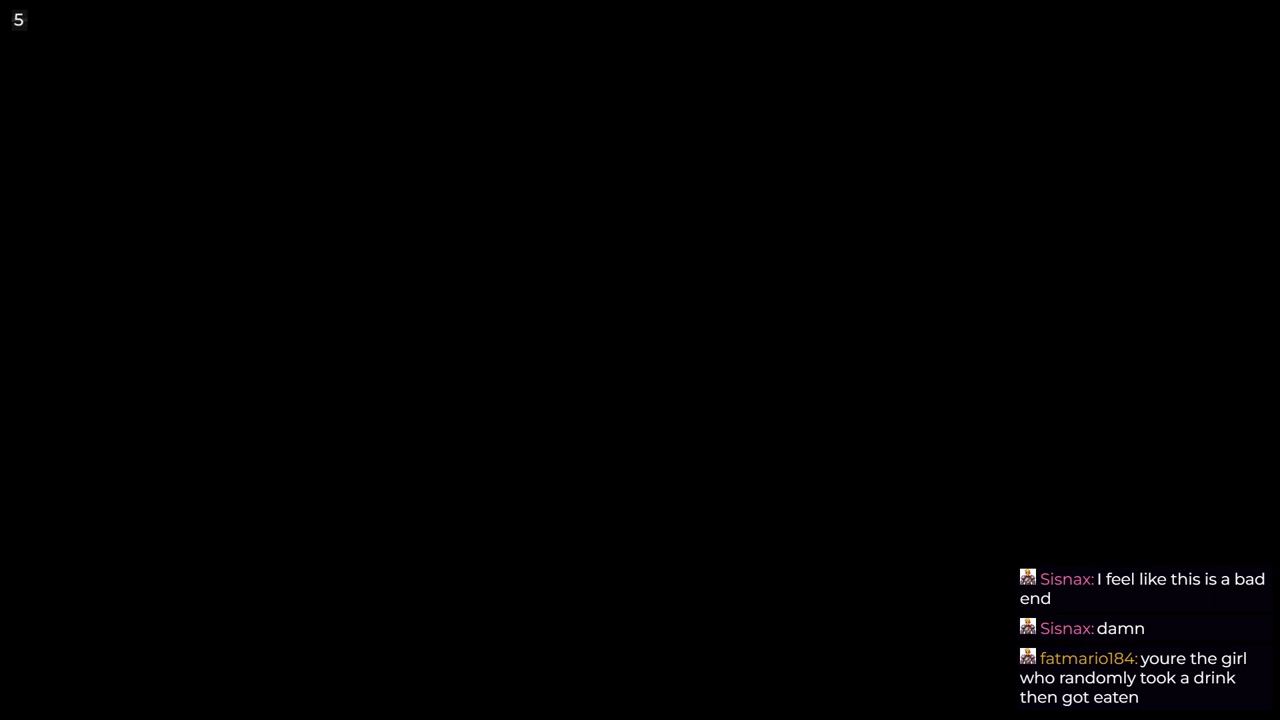 5
Sisnax: I feel like this is a bad
end
Sisnax: damn
fatmario184: youre the girl
who randomly took a drink
then got eaten